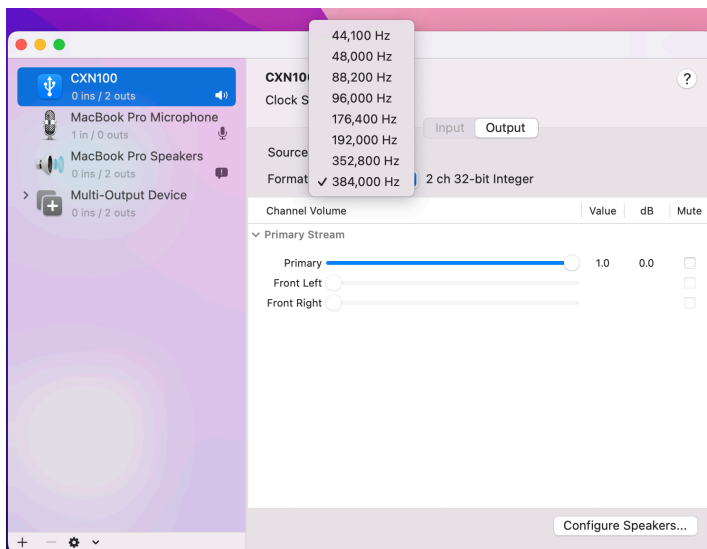 CXN100
0 ins / 2 outs
MacBook Pro Microphone
1 in / 0 outs
MacBook Pro Speakers
0 ins / 2 outs
Multi-Output Device
0 ins / 2 outs
44,100 Hz
48,000 Hz
88,200 Hz
96,000 Hz
176,400 Hz
192,000 Hz
352,800 Hz
✓ 384,000 Hz
?
Clock
Input Output
Source
Format 2 ch 32-bit Integer
Channel Volume Value dB Mute
Primary Stream
Primary 1.0 0.0
Front Left
Front Right
Configure Speakers...